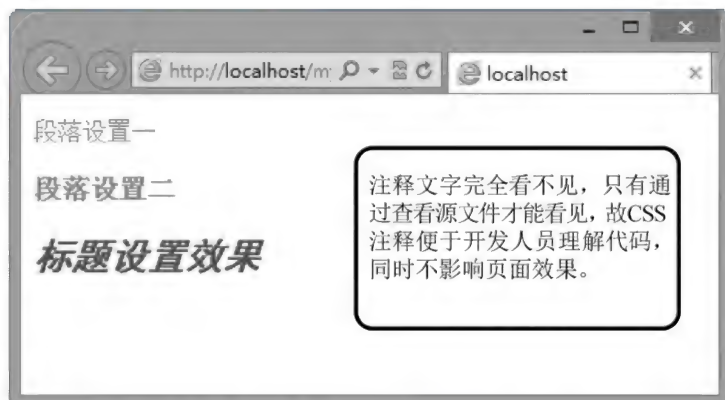 http://localhost/m
localhost
段落设置一
段落设置二
标题设置效果
注释文字完全看不见，只有通
过查看源文件才能看见，故CSS
注释便于开发人员理解代码，
同时不影响页面效果。